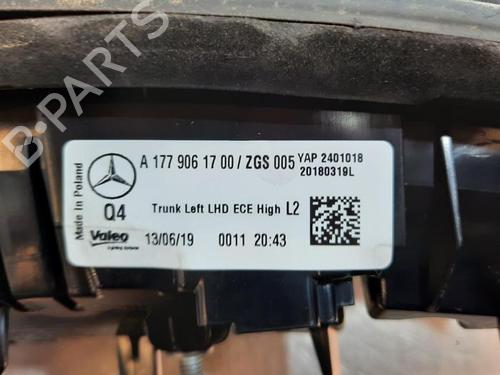 Made in Poland
A 177 906 17 00 / ZGS 005 YAP 2401018
20180319L
Q4 Trunk Left LHD ECE High L2
Valeo 13/06/19 0011 20:43